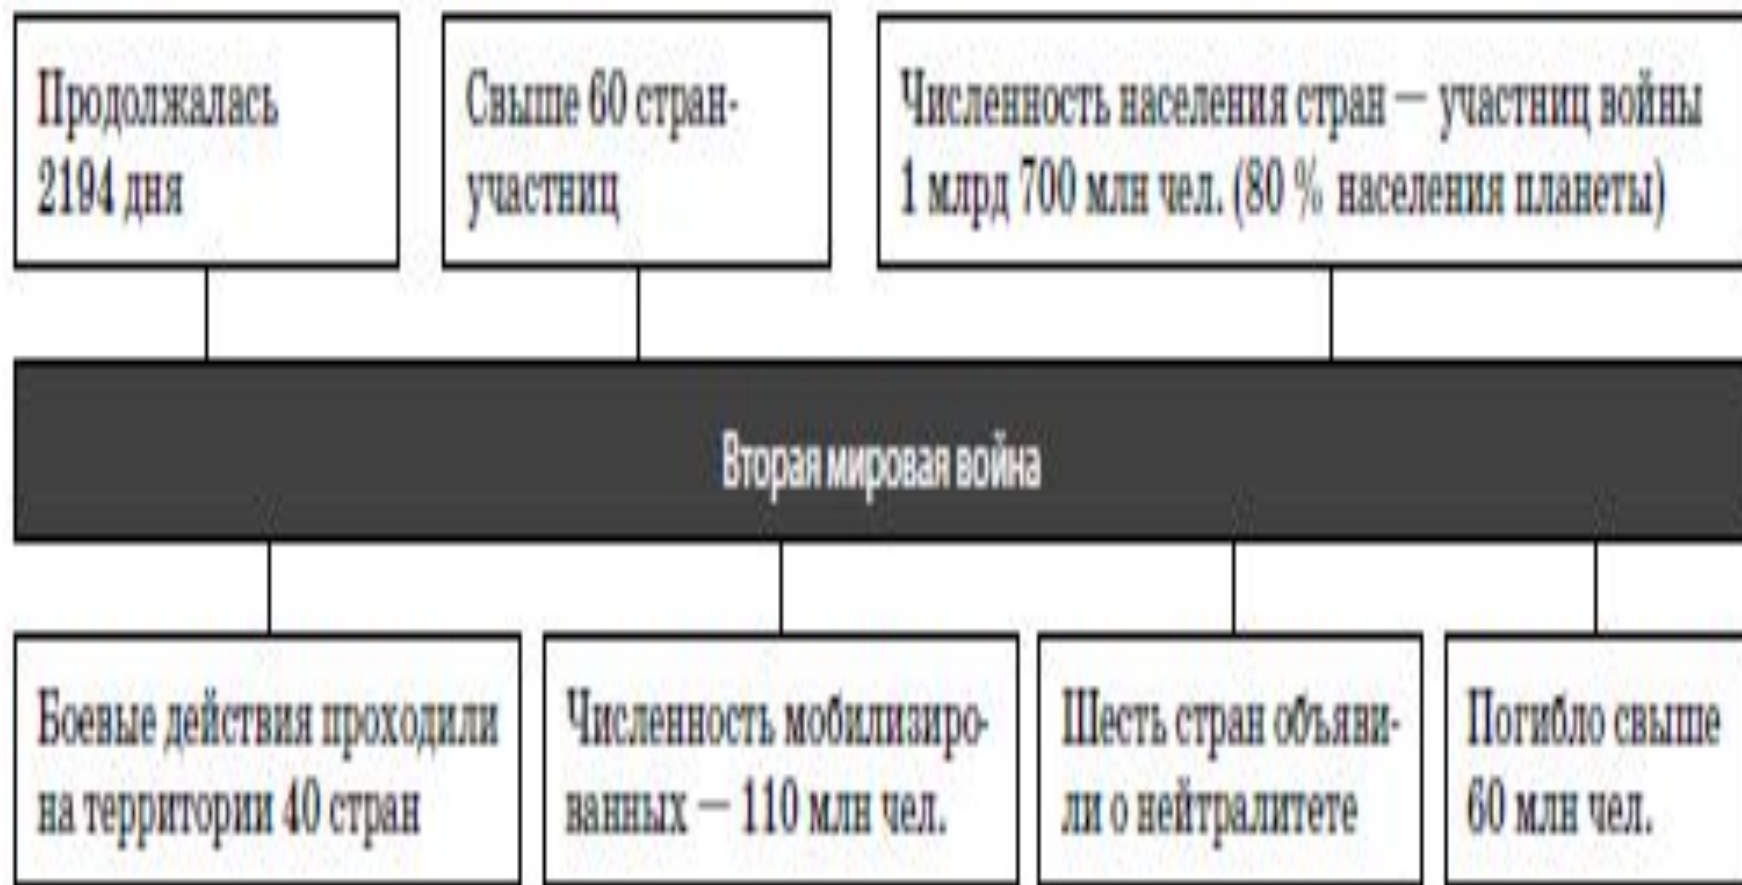 Продолжалась
2194 дня
Свыше 60 стран-
участниц
Численность населения стран — участниц войны
1 млрд 700 млн чел. (80 % населения планеты)
Вторая мировая война
Боевые действия проходили
на территории 40 стран
Численность мобилизиро-
ванных — 110 млн чел.
Шесть стран объяви-
ли о нейтралитете
Погибло свыше
60 млн чел.